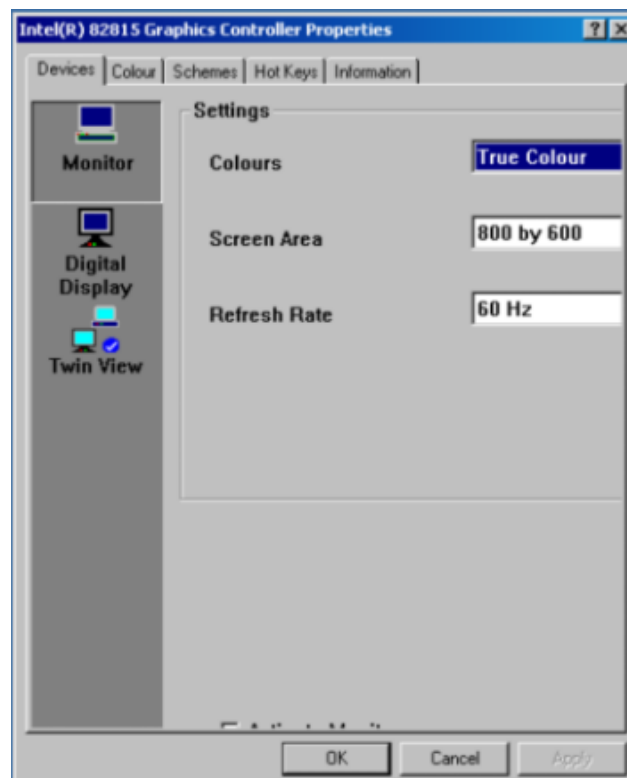 Intel(R) 82815 Graphics Controller Properties
Devices Colour Schemes Hot Keys Information
Settings
Monitor
Colours True Colour
Digital Display
Screen Area 800 by 600
Twin View
Refresh Rate 60 Hz
OK Cancel Apply